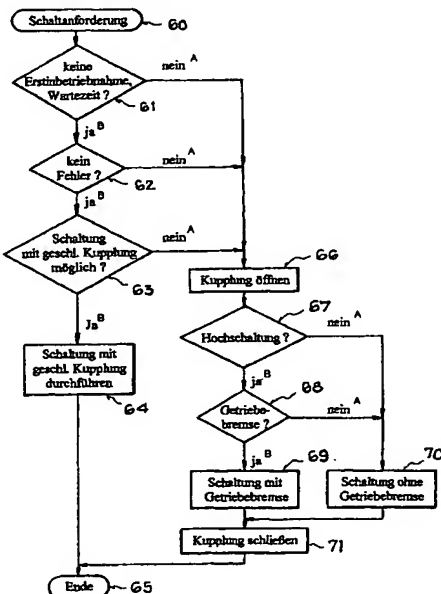 Schaltanforderung
60
keine
Erstinbetriebnahme,
Wartezeit ?
61
nein A
ja B
kein
Fehler ?
62
nein A
ja B
Schaltung
mit geschl. Kupplung
möglich ?
63
nein A
Ja B
Schaltung mit
geschl. Kupplung
durchführen
64
66
Kupplung öffnen
67
Hochschaltung ?
nein A
ja B
68
Getriebe-
bremse ?
nein A
ja B
69
Schaltung mit
Getriebebremse
70
Schaltung ohne
Getriebebremse
Kupplung schließen
71
Ende
65